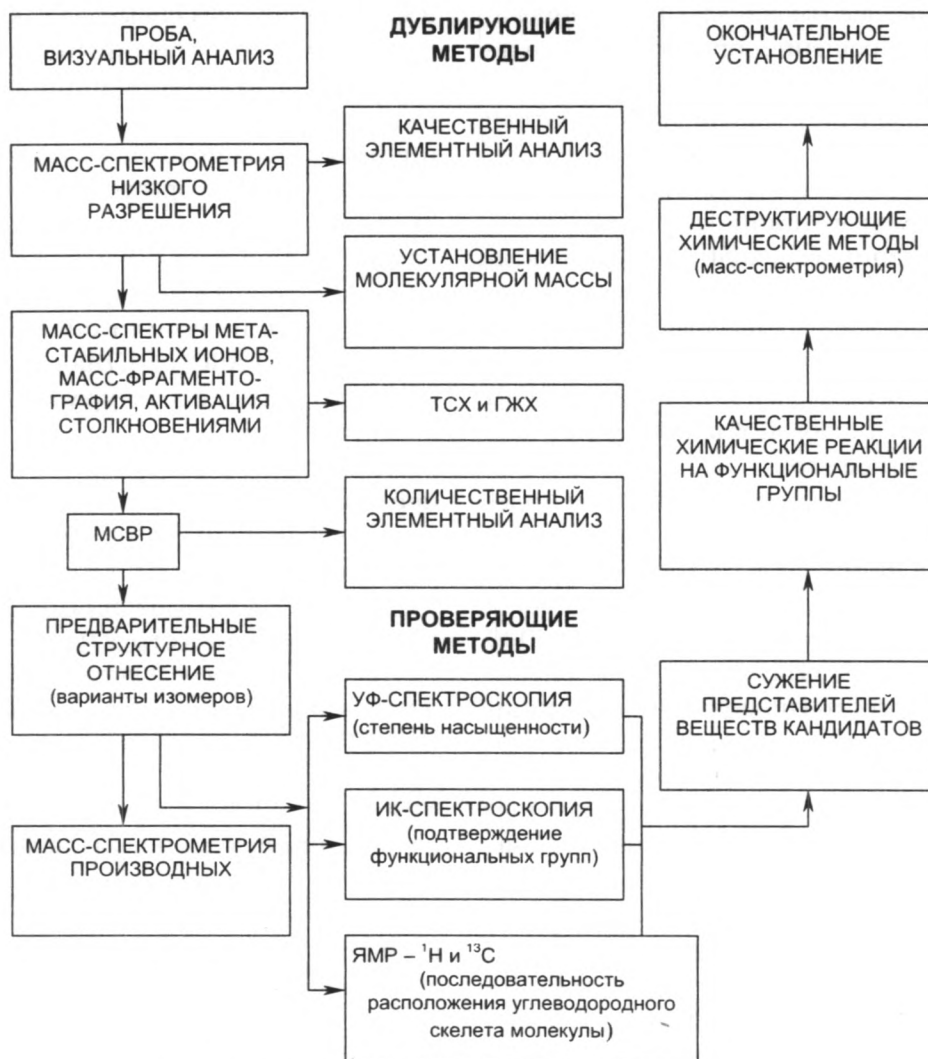 ПРОБА,
ВИЗУАЛЬНЫЙ АНАЛИЗ
МАСС-СПЕКТРОМЕТРИЯ
НИЗКОГО
РАЗРЕШЕНИЯ
МАСС-СПЕКТРЫ МЕТА-
СТАБИЛЬНЫХ ИОНОВ,
МАСС-ФРАГМЕНТО-
ГРАФИЯ, АКТИВАЦИЯ
СТОЛКНОВЕНИЯМИ
МСВР
ПРЕДВАРИТЕЛЬНЫЕ
СТРУКТУРНОЕ
ОТНЕСЕНИЕ
(варианты изомеров)
МАСС-СПЕКТРОМЕТРИЯ
ПРОИЗВОДНЫХ
ДУБЛИРУЮЩИЕ
МЕТОДЫ
КАЧЕСТВЕННЫЙ
ЭЛЕМЕНТНЫЙ АНАЛИЗ
УСТАНОВЛЕНИЕ
МОЛЕКУЛЯРНОЙ МАССЫ
ТСХ и ГЖХ
КОЛИЧЕСТВЕННЫЙ
ЭЛЕМЕНТНЫЙ АНАЛИЗ
ПРОВЕРЯЮЩИЕ
МЕТОДЫ
УФ-СПЕКТРОСКОПИЯ
(степень насыщенности)
ИК-СПЕКТРОСКОПИЯ
(подтверждение
функциональных групп)
ЯМР – ¹H и ¹³C
(последовательность
расположения углеводородного
скелета молекулы)
ОКОНЧАТЕЛЬНОЕ
УСТАНОВЛЕНИЕ
ДЕСТРУКТИРУЮЩИЕ
ХИМИЧЕСКИЕ МЕТОДЫ
(масс-спектрометрия)
КАЧЕСТВЕННЫЕ
ХИМИЧЕСКИЕ РЕАКЦИИ
НА ФУНКЦИОНАЛЬНЫЕ
ГРУППЫ
СУЖЕНИЕ
ПРЕДСТАВИТЕЛЕЙ
ВЕЩЕСТВ КАНДИДАТОВ